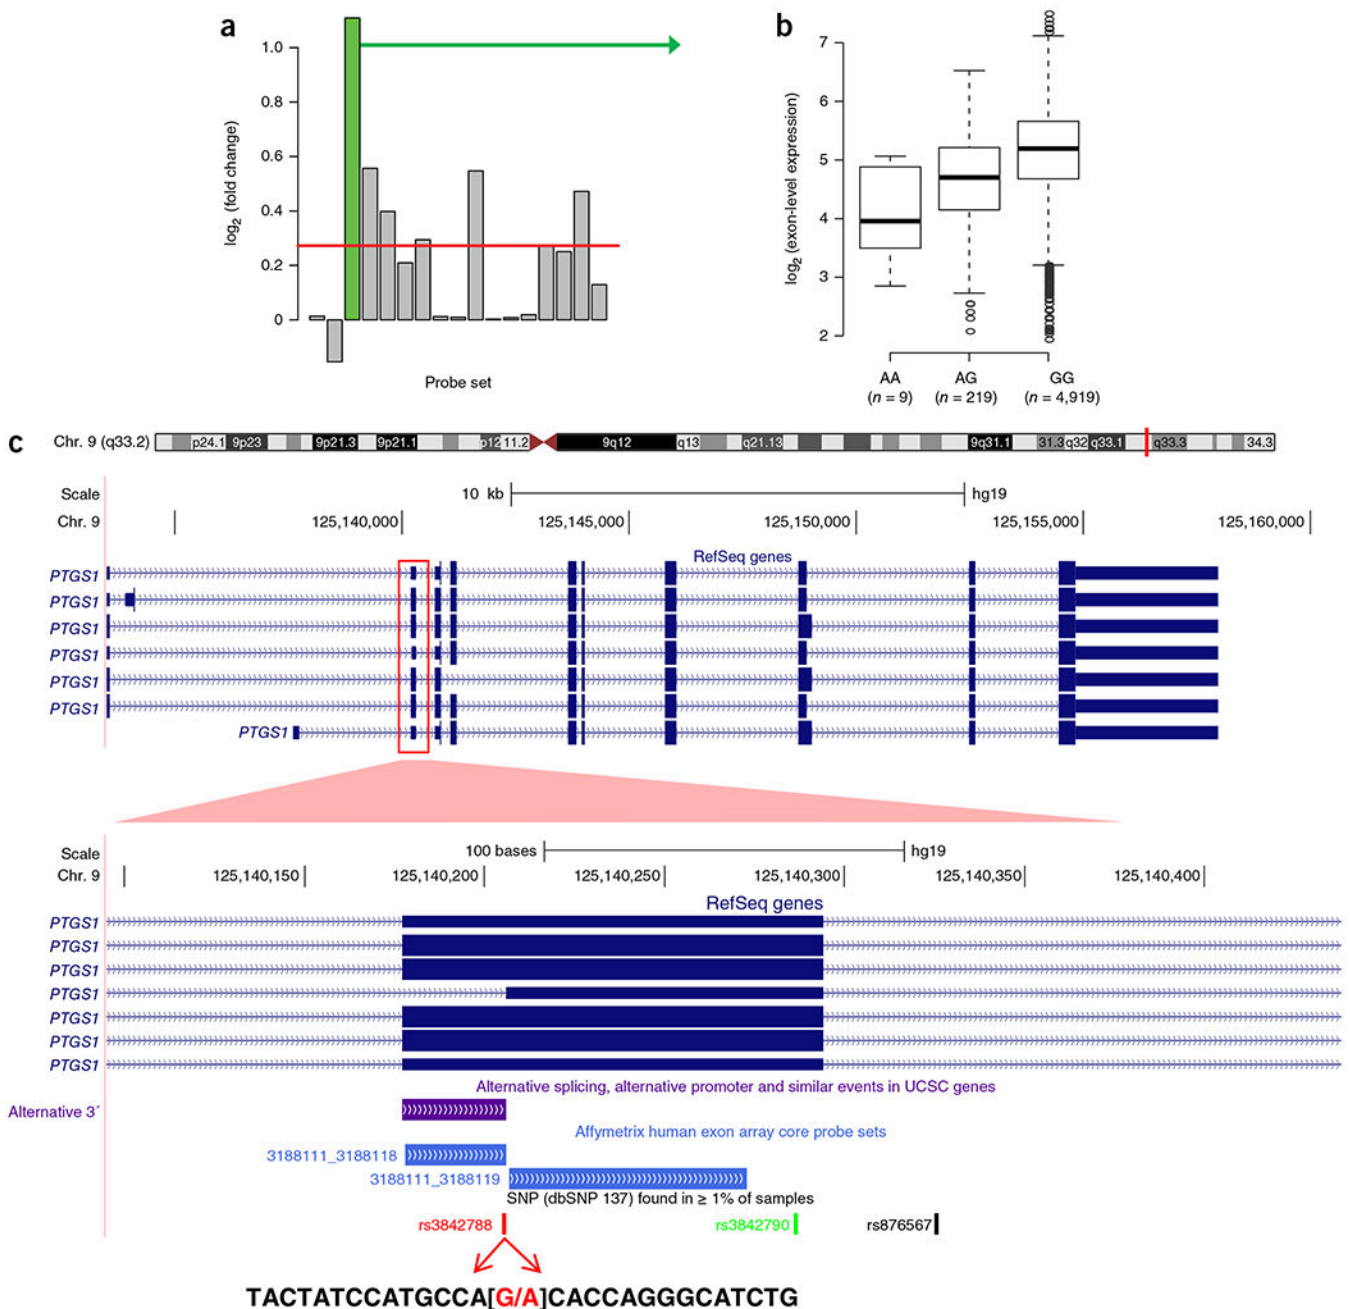 a
1.0
0.8
0.6
0.4
0.2
0
log2 (fold change)
Probe set
b
7
6
5
4
3
2
log2 (exon-level expression)
AA AG GG
(n = 9) (n = 219) (n = 4,919)
c
Chr. 9 (q33.2) p24.1 9p23 9p21.3 9p21.1 p12 11.2 9q12 q13 q21.13 9q31.1 31.3 q32 q33.1 q33.3 34.3
Scale 10 kb hg19
Chr. 9 125,140,000 125,145,000 125,150,000 125,155,000 125,160,000
RefSeq genes
PTGS1
PTGS1
PTGS1
PTGS1
PTGS1
PTGS1
PTGS1
Scale 100 bases hg19
Chr. 9 125,140,150 125,140,200 125,140,250 125,140,300 125,140,350 125,140,400
RefSeq genes
PTGS1
PTGS1
PTGS1
PTGS1
PTGS1
PTGS1
PTGS1
Alternative splicing, alternative promoter and similar events in UCSC genes
Alternative 3´
Affymetrix human exon array core probe sets
3188111_3188118
3188111_3188119
SNP (dbSNP 137) found in ≥ 1% of samples
rs3842788 rs3842790 rs876567
TACTATCCATGCCA[G/A]CACCAGGGCATCTG